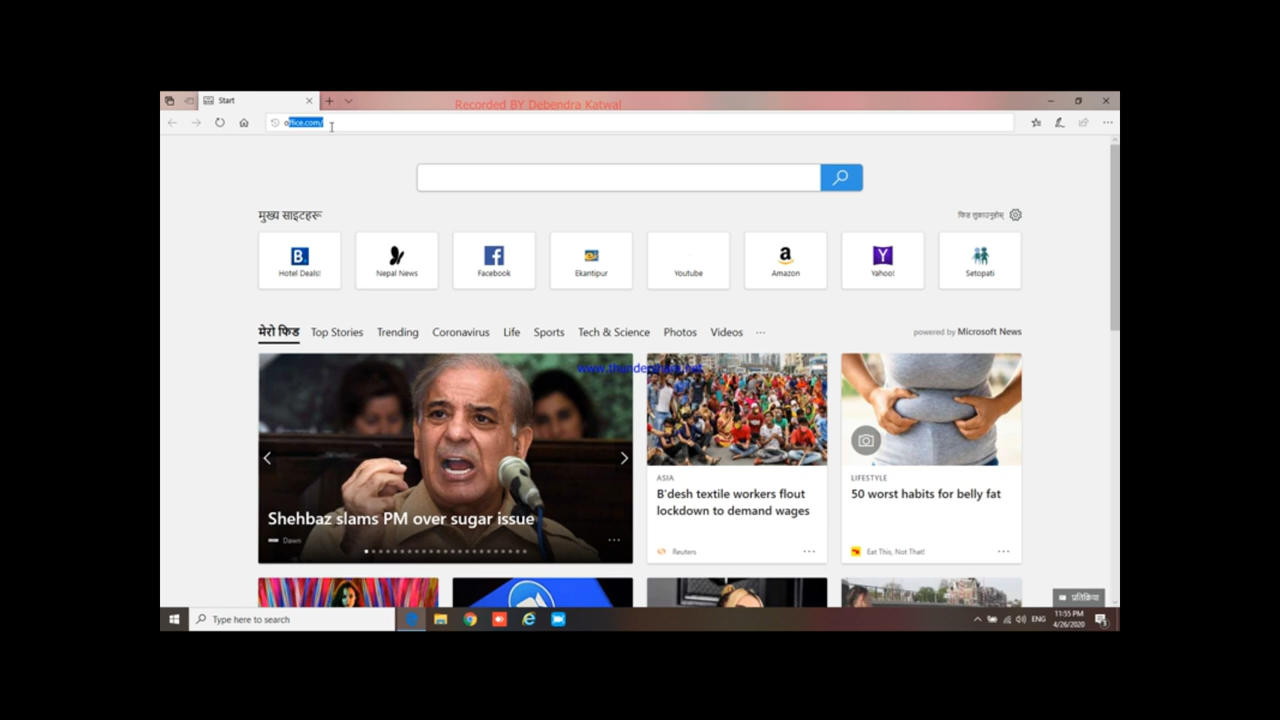 Start
Recorded BY Debendra Katwal
office.com/
मुख्य साइटहरू
फिड लुकाउनुहोस्
B.
Hotel Deals!
Nepal News
Facebook
Ekantipur
Youtube
a
Amazon
Y
Yahoo!
Setopati
मेरो फिड Top Stories Trending Coronavirus Life Sports Tech & Science Photos Videos ...
powered by Microsoft News
Shehbaz slams PM over sugar issue
Dawn
ASIA
B'desh textile workers flout
lockdown to demand wages
Reuters
LIFESTYLE
50 worst habits for belly fat
Eat This, Not That!
प्रतिक्रिया
Type here to search
ENG
11:55 PM
4/26/2020